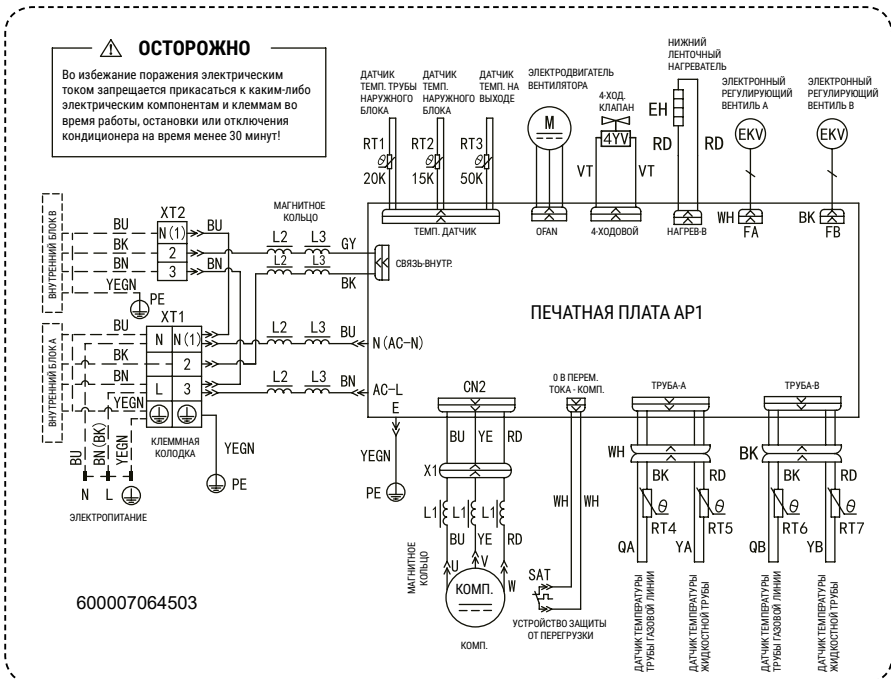 ОСТОРОЖНО
Во избежание поражения электрическим
током запрещается прикасаться к каким-либо
электрическим компонентам и клеммам во
время работы, остановки или отключения
кондиционера на время менее 30 минут!
ДАТЧИК
ТЕМП. ТРУБЫ
НАРУЖНОГО
БЛОКА
ДАТЧИК
ТЕМП.
НАРУЖНОГО
БЛОКА
ДАТЧИК
ТЕМП. НА
ВЫХОДЕ
ЭЛЕКТРОДВИГАТЕЛЬ
ВЕНТИЛЯТОРА
4-ХОД.
КЛАПАН
НИЖНИЙ
ЛЕНТОЧНЫЙ
НАГРЕВАТЕЛЬ
ЭЛЕКТРОННЫЙ
РЕГУЛИРУЮЩИЙ
ВЕНТИЛЬ А
ЭЛЕКТРОННЫЙ
РЕГУЛИРУЮЩИЙ
ВЕНТИЛЬ В
RT1
θ
20K
RT2
θ
15K
RT3
θ
50K
M
4YV
VT
VT
EH
RD
RD
EKV
EKV
WH
FA
BK
FB
ТЕМП. ДАТЧИК
OFAN
4-ХОДОВОЙ
НАГРЕВ-В
ВНУТРЕННИЙ БЛОК В
BU
BK
BN
YEGN
PE
XT2
N(1)
2
3
BU
BN
МАГНИТНОЕ
КОЛЬЦО
L2
L3
GY
L2
L3
BK
СВЯЗЬ-ВНУТР.
ПЕЧАТНАЯ ПЛАТА AP1
ВНУТРЕННИЙ БЛОК А
BU
BK
BN
YEGN
XT1
N
N(1)
2
L
3
L2
L3
BU
N(AC-N)
L2
L3
BN
AC-L
E
КЛЕММНАЯ
КОЛОДКА
YEGN
PE
YEGN
PE
BU
BN(BK)
YEGN
N
L
ЭЛЕКТРОПИТАНИЕ
CN2
BU
YE
RD
X1
L1
L1
L1
BU
YE
RD
МАГНИТНОЕ
КОЛЬЦО
U
V
W
КОМП.
КОМП.
0 В ПЕРЕМ.
ТОКА - КОМП.
WH
WH
SAT
УСТРОЙСТВО ЗАЩИТЫ
ОТ ПЕРЕГРУЗКИ
ТРУБА-А
WH
BK
RD
θ
RT4
θ
RT5
QA
YA
ДАТЧИК ТЕМПЕРАТУРЫ
ТРУБЫ ГАЗОВОЙ ЛИНИИ
ДАТЧИК ТЕМПЕРАТУРЫ
ЖИДКОСТНОЙ ТРУБЫ
ТРУБА-В
BK
BK
RD
θ
RT6
θ
RT7
QB
YB
ДАТЧИК ТЕМПЕРАТУРЫ
ТРУБЫ ГАЗОВОЙ ЛИНИИ
ДАТЧИК ТЕМПЕРАТУРЫ
ЖИДКОСТНОЙ ТРУБЫ
600007064503